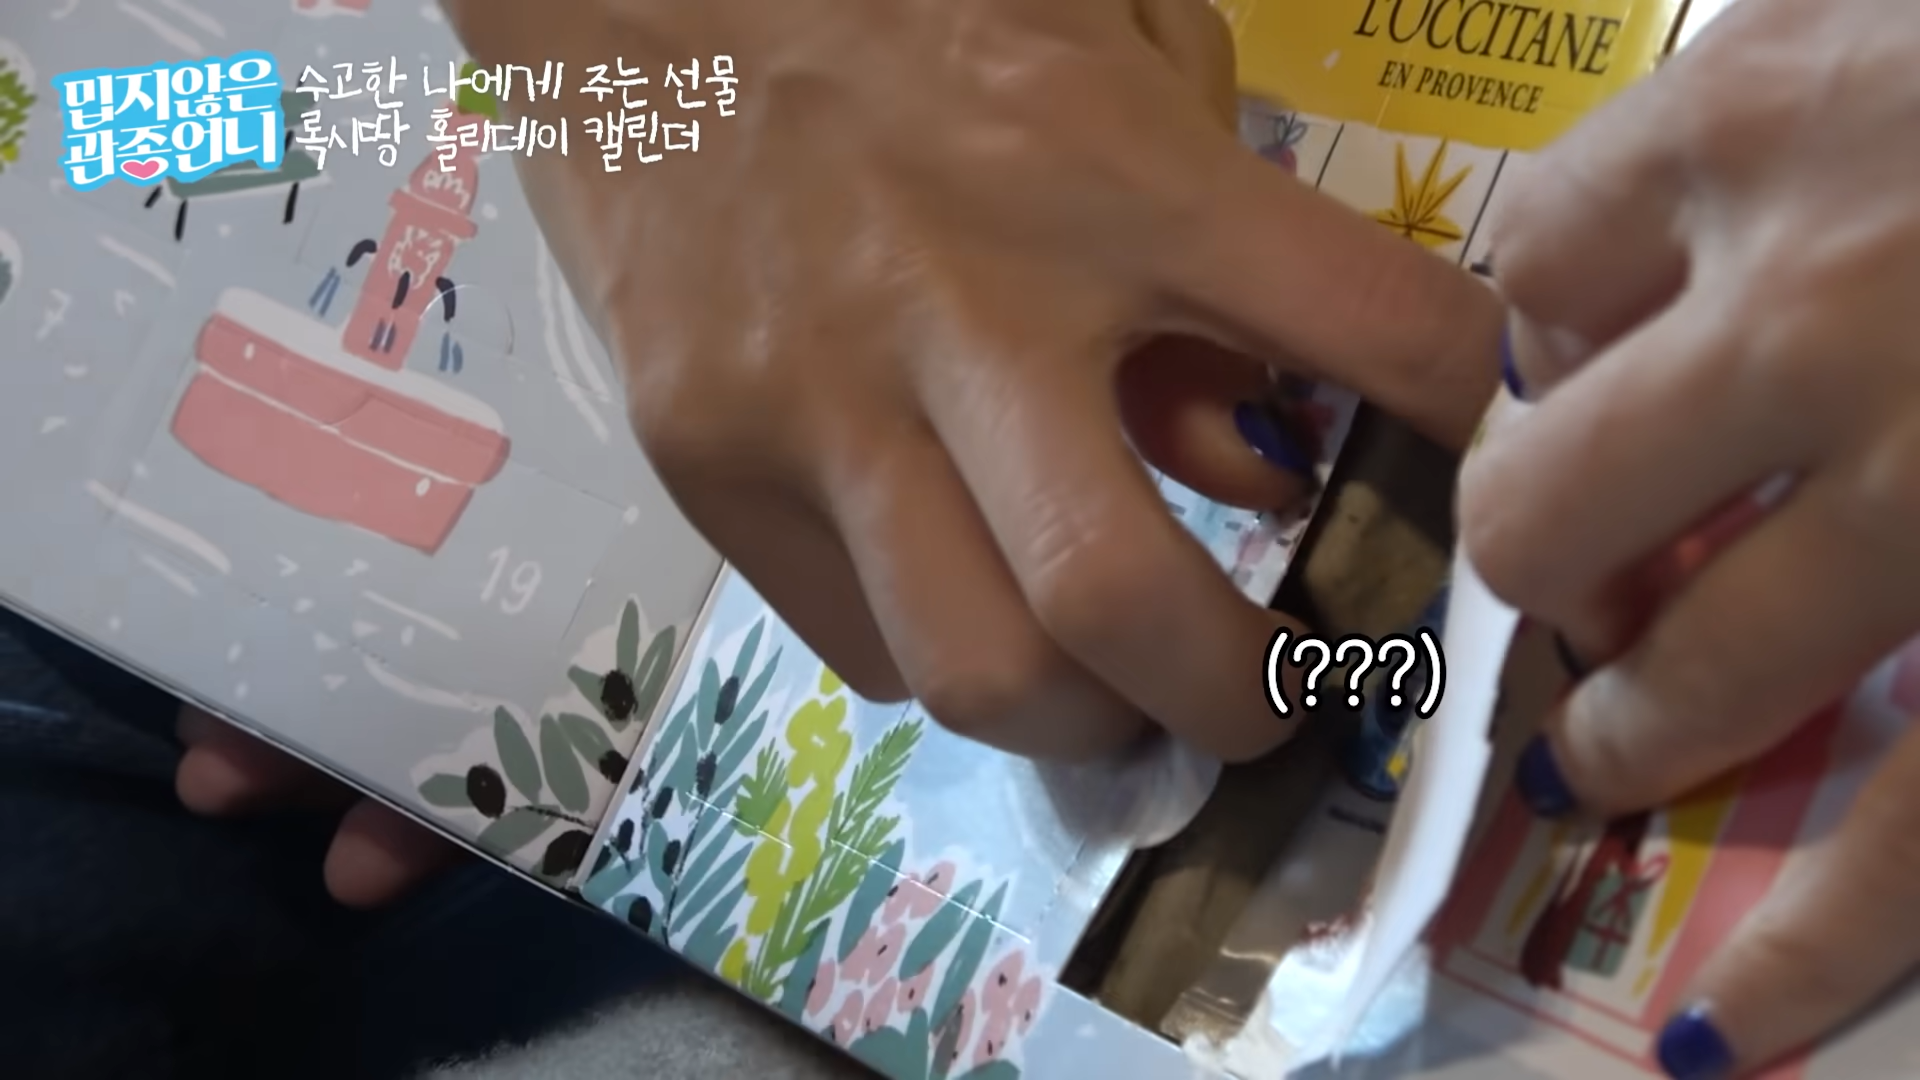 밉지않은
관종언니
수고한 나에게 주는 선물
록시땅 홀리데이 캘린더
L'OCCITANE
EN PROVENCE
19
(???)